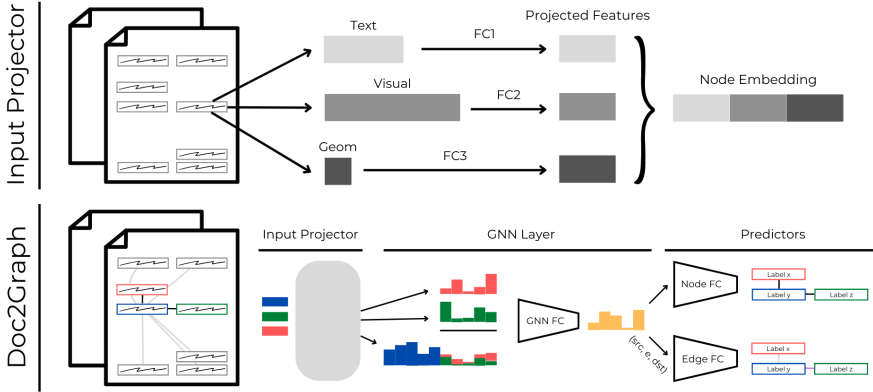 Input Projector
Text
FC1
Projected Features
Visual
FC2
Node Embedding
Geom
FC3
Doc2Graph
Input Projector
GNN Layer
Predictors
GNN FC
(src, e, dst)
Node FC
Label x
Label y
Label z
Edge FC
Label x
Label y
Label z